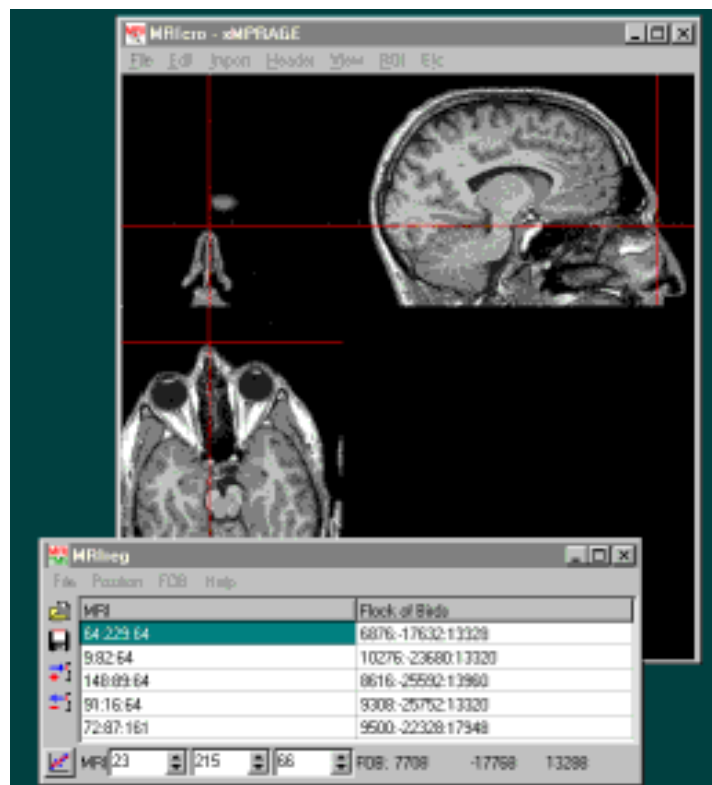 MRIcro - xMPRAGE
File Edit Import Header View ROI Etc
MRIreg
File Position FOB Help
MRI Flock of Birds
64:229:64 6876:-17632:13328
9:82:64 10276:-23680:13320
148:89:64 8616:-25592:13960
91:16:64 9308:-25752:13320
72:87:161 9500:-22328:17948
MRI 23 215 66 FOB: 7708 -17768 13288